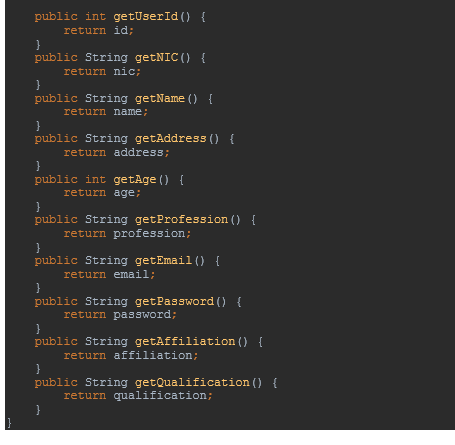 public int getUserId() {
return id;
}
public String getNIC() {
return nic;
}
public String getName() {
return name;
}
public String getAddress() {
return address;
}
public int getAge() {
return age;
}
public String getProfession() {
return profession;
}
public String getEmail() {
return email;
}
public String getPassword() {
return password;
}
public String getAffiliation() {
return affiliation;
}
public String getQualification() {
return qualification;
}
}